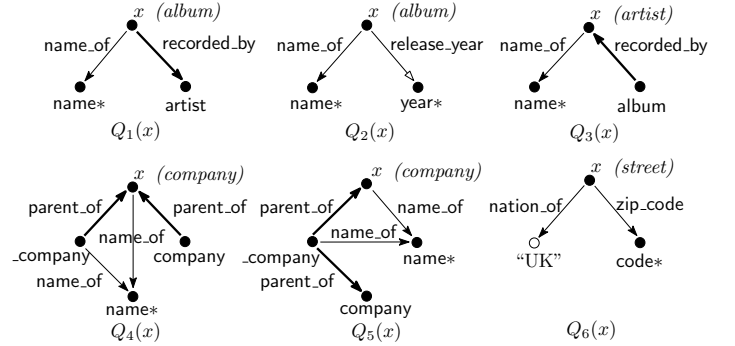 x (album)
name_of recorded_by
name* artist
Q1(x)
x (album)
name_of release_year
name* year*
Q2(x)
x (artist)
name_of recorded_by
name* album
Q3(x)
x (company)
parent_of parent_of
name_of
_company company
name_of
name*
Q4(x)
x (company)
parent_of name_of
name_of
_company name*
parent_of
company
Q5(x)
x (street)
nation_of zip_code
“UK” code*
Q6(x)